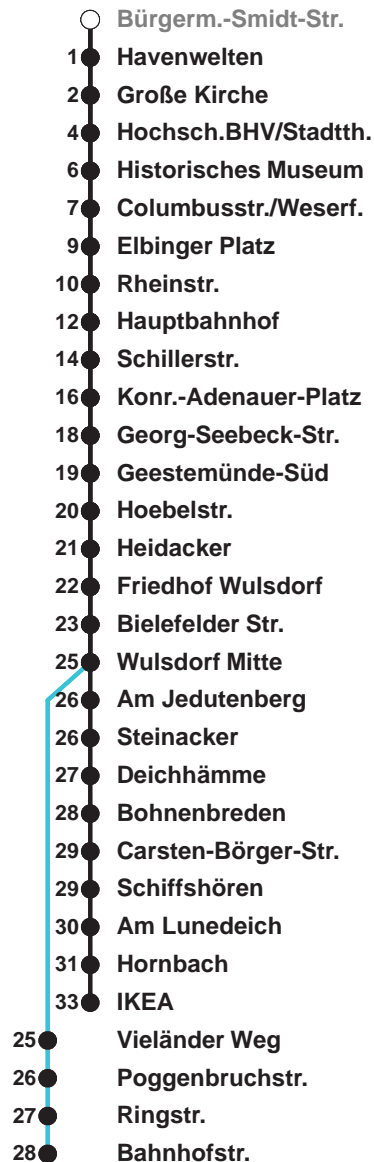 Bürgerm.-Smidt-Str.
1 Havenwelten
2 Große Kirche
4 Hochsch.BHV/Stadtth.
6 Historisches Museum
7 Columbusstr./Weserf.
9 Elbinger Platz
10 Rheinstr.
12 Hauptbahnhof
14 Schillerstr.
16 Konr.-Adenauer-Platz
18 Georg-Seebeck-Str.
19 Geestemünde-Süd
20 Hoebelstr.
21 Heidacker
22 Friedhof Wulsdorf
23 Bielefelder Str.
25 Wulsdorf Mitte
26 Am Jedutenberg
26 Steinacker
27 Deichhämme
28 Bohnenbreden
29 Carsten-Börger-Str.
29 Schiffshören
30 Am Lunedeich
31 Hornbach
33 IKEA
25 Vieländer Weg
26 Poggenbruchstr.
27 Ringstr.
28 Bahnhofstr.